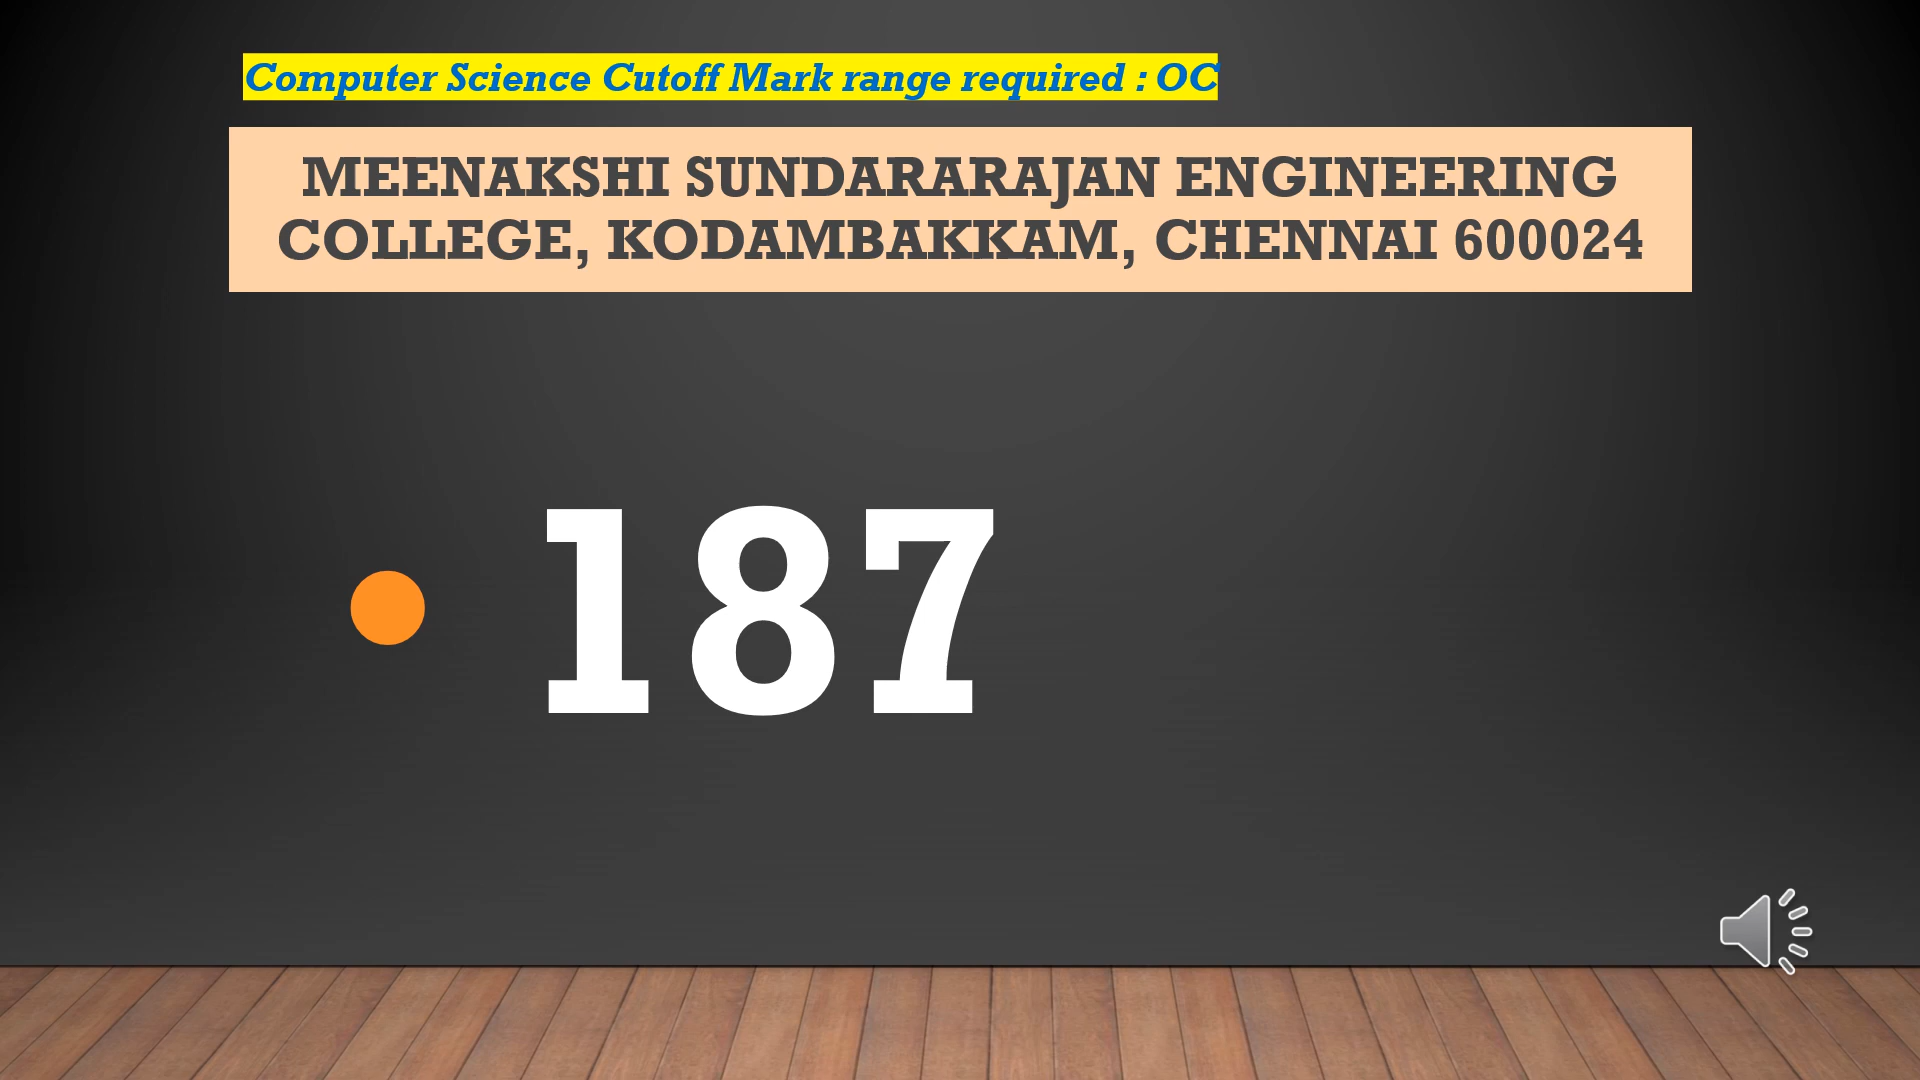 Computer Science Cutoff Mark range required : OC
MEENAKSHI SUNDARARAJAN ENGINEERING
COLLEGE, KODAMBAKKAM, CHENNAI 600024
187